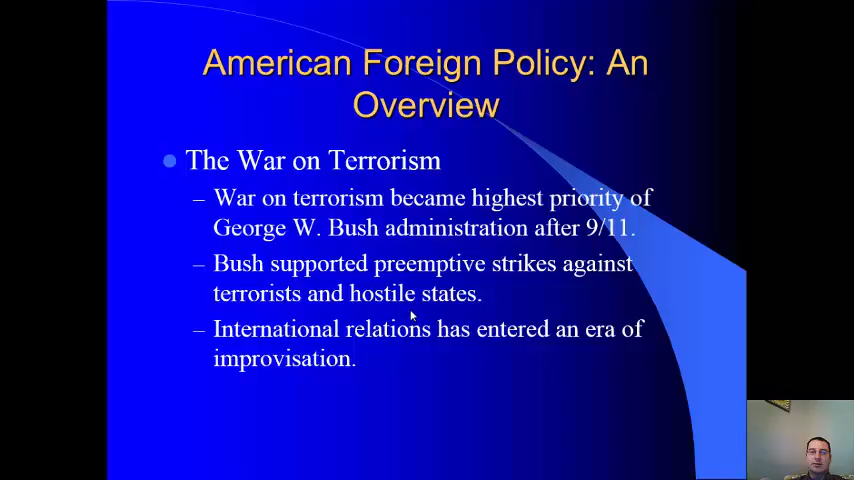 American Foreign Policy: An
Overview
The War on Terrorism
– War on terrorism became highest priority of
George W. Bush administration after 9/11.
– Bush supported preemptive strikes against
terrorists and hostile states.
– International relations has entered an era of
improvisation.